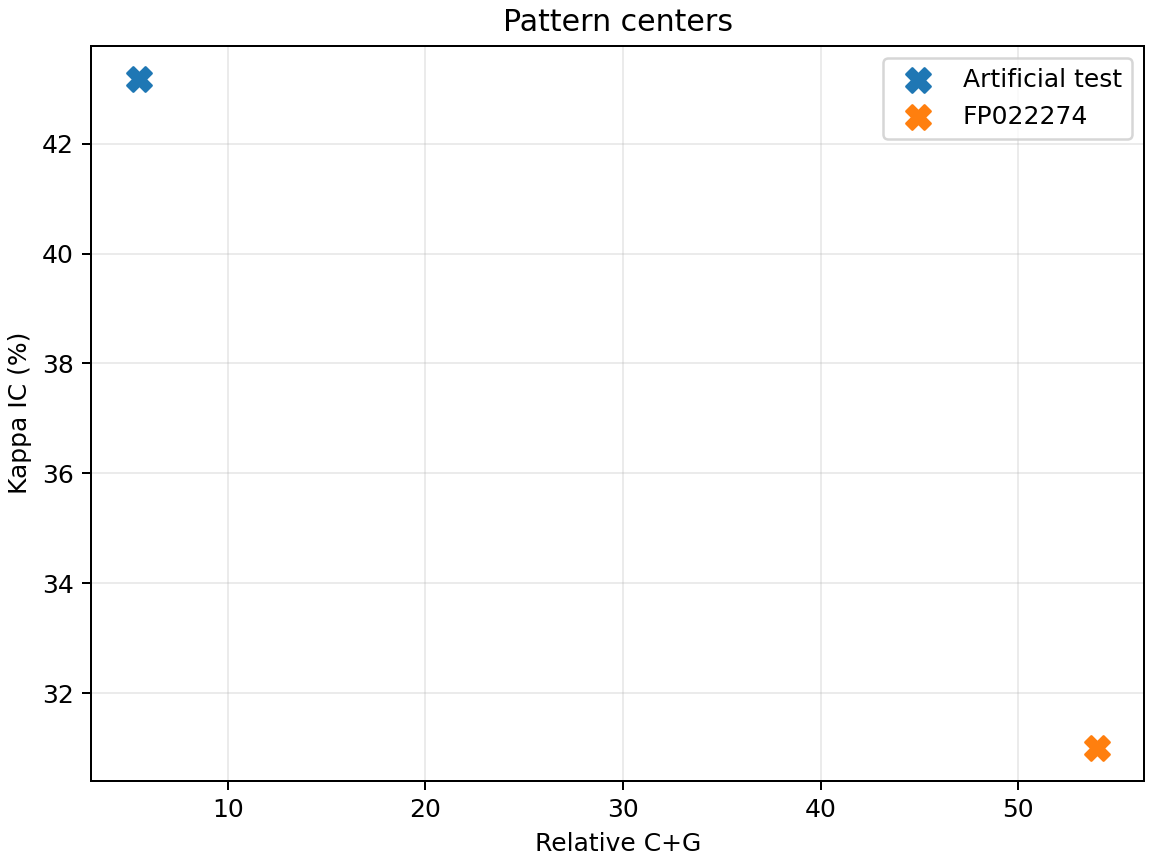 Pattern centers
Artificial test
FP022274
Kappa IC (%)
42
40
38
36
34
32
10 20 30 40 50
Relative C+G